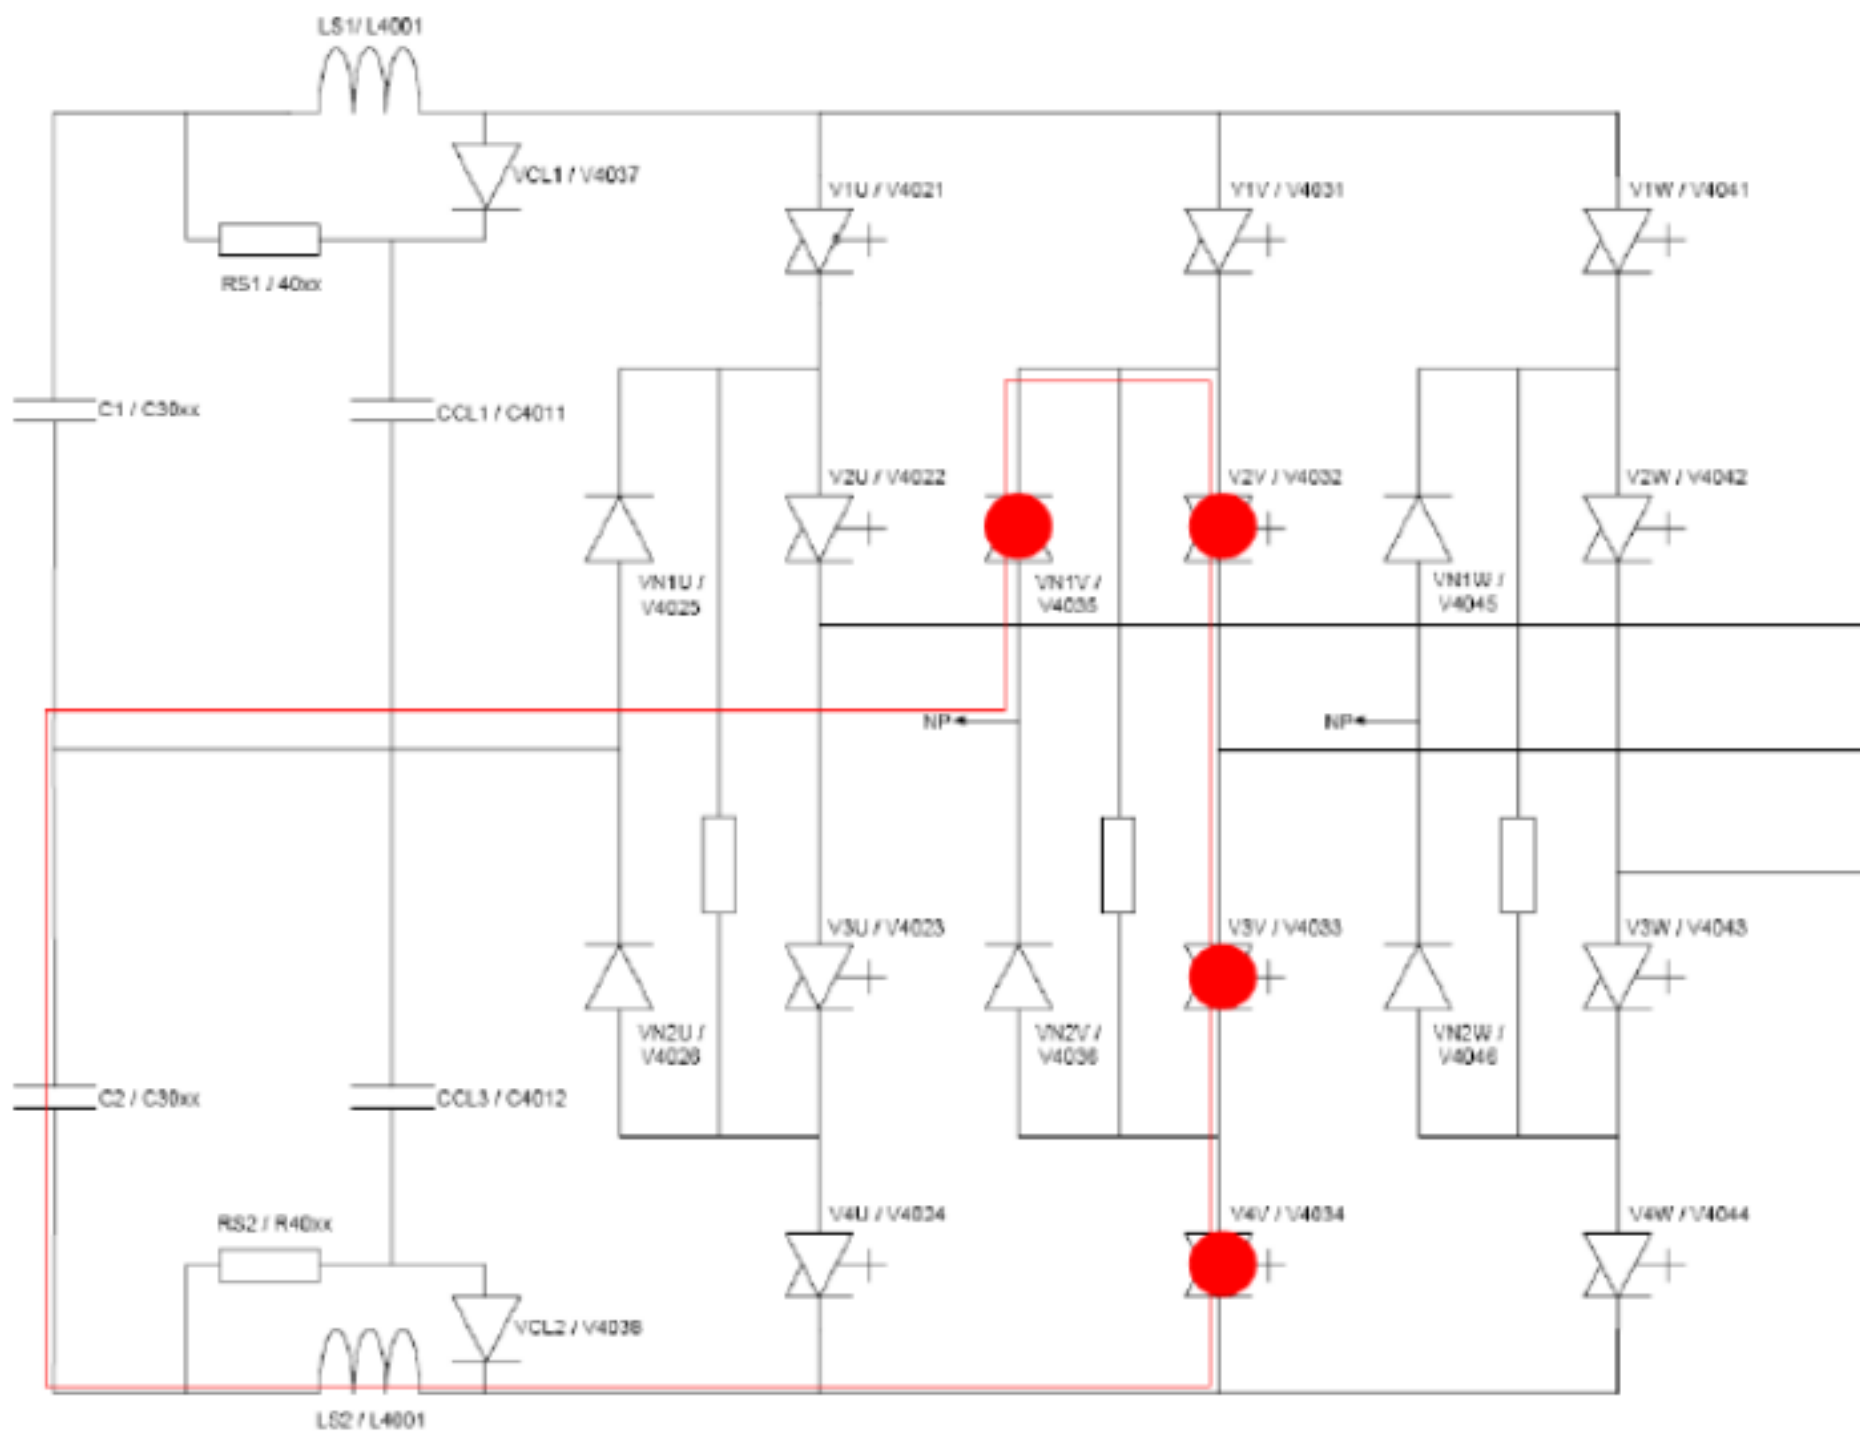 LS1/ L4001
VCL1 / V4037
V1U / V4021
V1V / V4031
V1W / V4041
RS1 / 40xx
C1 / C30xx
CCL1 / C4011
V2U / V4022
V2V / V4032
V2W / V4042
VN1U /
V4025
VN1V /
V4035
VN1W /
V4045
NP
NP
V3U / V4023
V3V / V4033
V3W / V4043
VN2U /
V4026
VN2V /
V4036
VN2W /
V4046
C2 / C30xx
CCL3 / C4012
RS2 / R40xx
V4U / V4024
V4V / V4034
V4W / V4044
VCL2 / V4038
LS2 / L4001